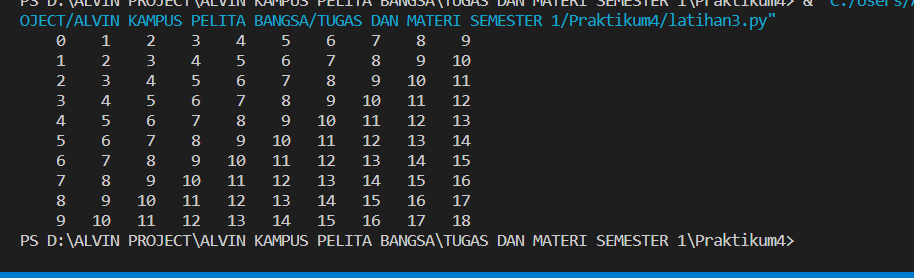 PS D:\ALVIN PROJECT\ALVIN KAMPUS PELITA BANGSA\TUGAS DAN MATERI SEMESTER 1\Praktikum4> & "C:/Users/
OJECT/ALVIN KAMPUS PELITA BANGSA/TUGAS DAN MATERI SEMESTER 1/Praktikum4/latihan3.py"
0 1 2 3 4 5 6 7 8 9
1 2 3 4 5 6 7 8 9 10
2 3 4 5 6 7 8 9 10 11
3 4 5 6 7 8 9 10 11 12
4 5 6 7 8 9 10 11 12 13
5 6 7 8 9 10 11 12 13 14
6 7 8 9 10 11 12 13 14 15
7 8 9 10 11 12 13 14 15 16
8 9 10 11 12 13 14 15 16 17
9 10 11 12 13 14 15 16 17 18
PS D:\ALVIN PROJECT\ALVIN KAMPUS PELITA BANGSA\TUGAS DAN MATERI SEMESTER 1\Praktikum4>